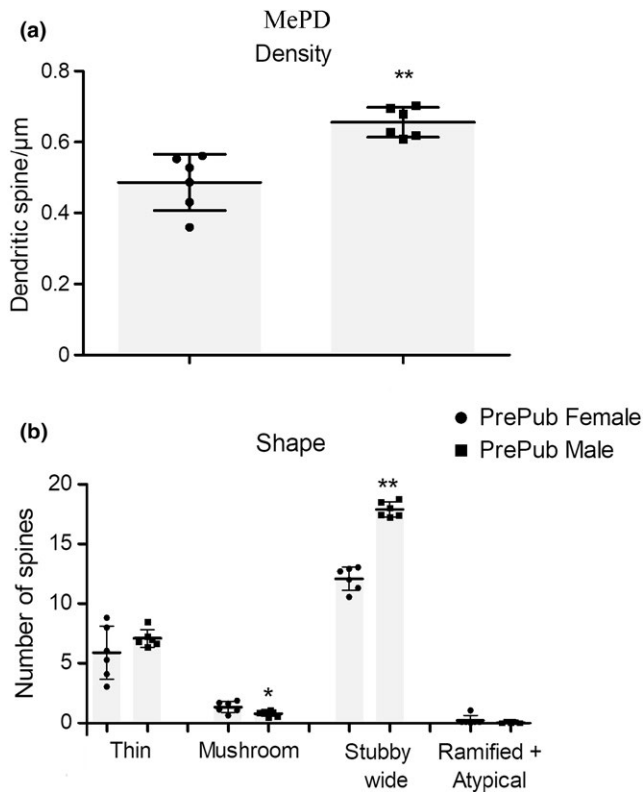 (a)
MePD
Density
Dendritic spine/µm
0.8
**
0.6
0.4
0.2
0
(b)
Shape
PrePub Female
PrePub Male
Number of spines
20
**
15
10
5
*
0
Thin
Mushroom
Stubby
wide
Ramified +
Atypical